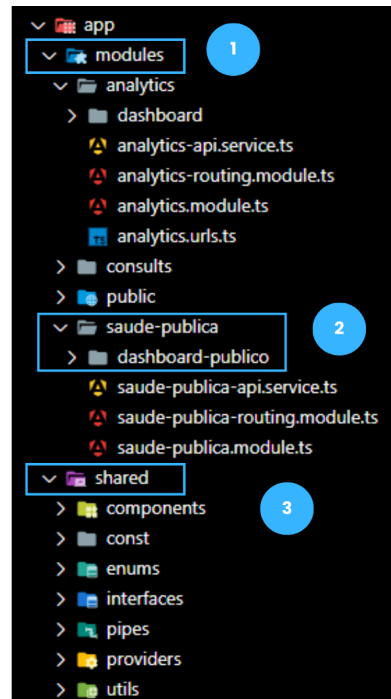 app
modules
1
analytics
dashboard
analytics-api.service.ts
analytics-routing.module.ts
analytics.module.ts
TS analytics.urls.ts
consults
public
saude-publica
2
dashboard-publico
saude-publica-api.service.ts
saude-publica-routing.module.ts
saude-publica.module.ts
shared
components
3
const
enums
interfaces
pipes
providers
utils